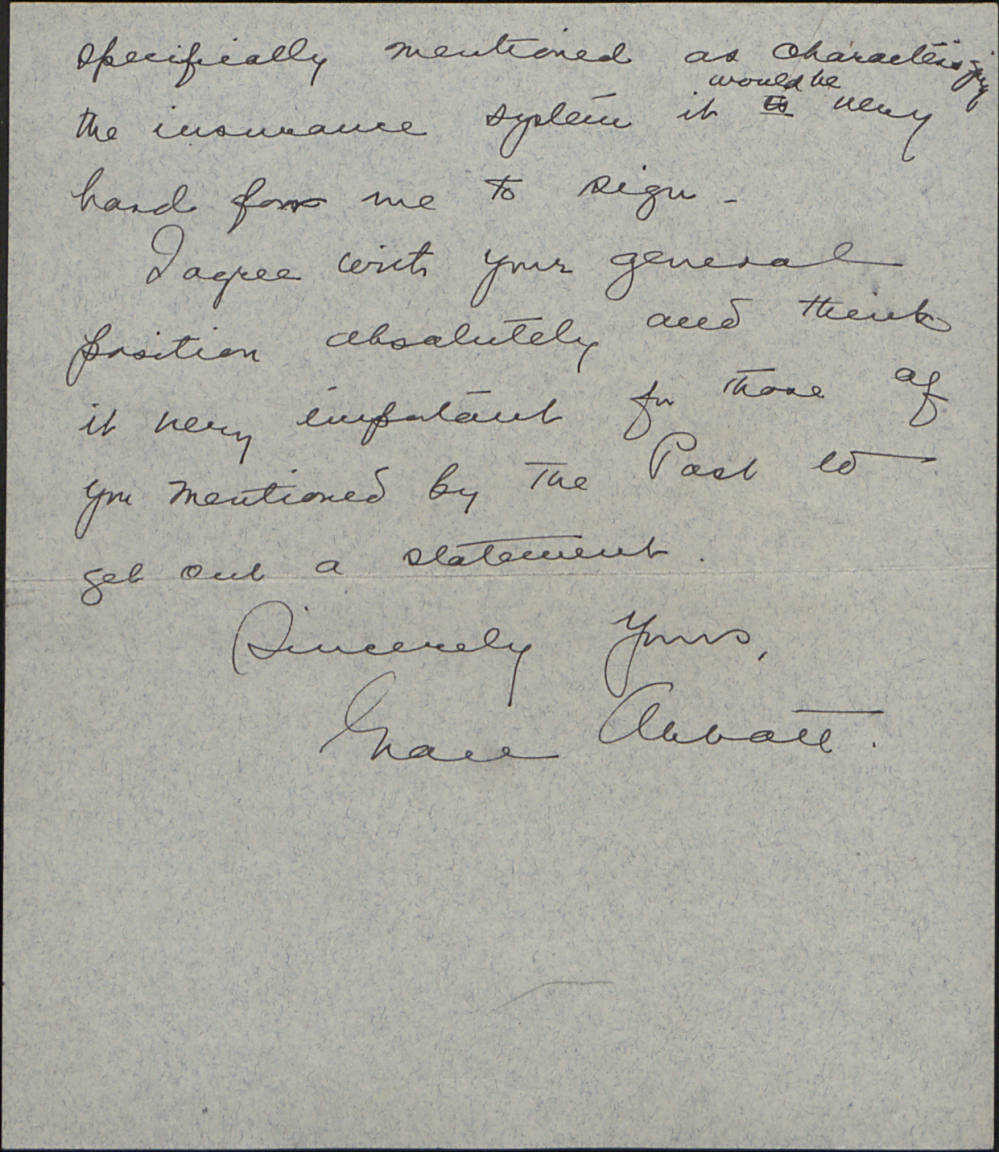 specifically mentioned as characterizing
would be
the insurance system it is very
hard for me to sign -
I agree with your general
position absolutely and think
it very important for those of
you mentioned by the Post to
get out a statement.
Sincerely Yours,
Grace Abbott.